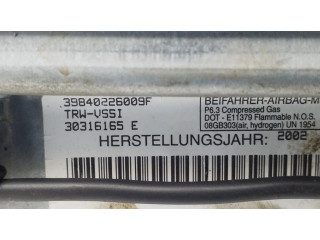 39840226009F
TRW-VSSI
30316165 E
BEIFAHRER-AIRBAG-M
P6.3 Compressed Gas
DOT - E11379 Flammable N.O.S.
08GB303(air, hydrogen) UN 1954
HERSTELLUNGSJAHR: 2002